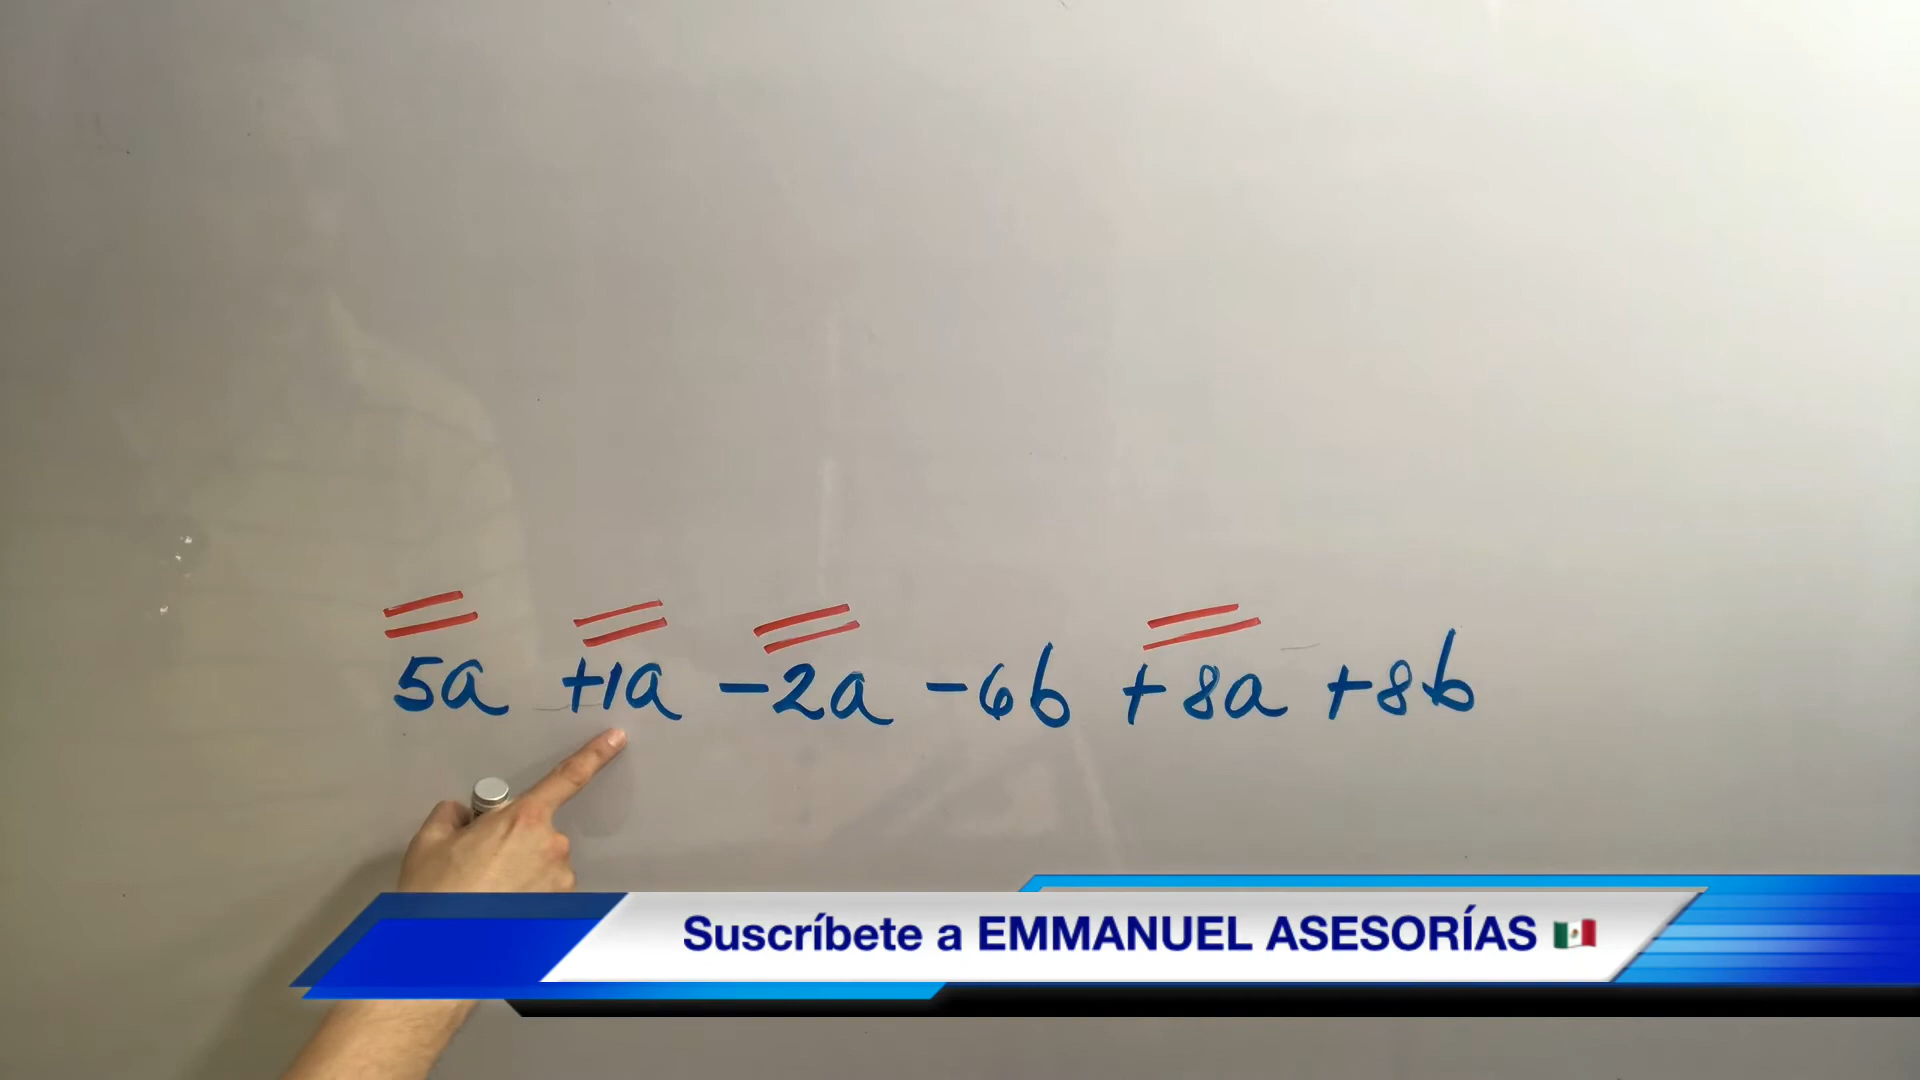 5a +1a -2a -6b +8a +8b
Suscríbete a EMMANUEL ASESORÍAS 🇲🇽